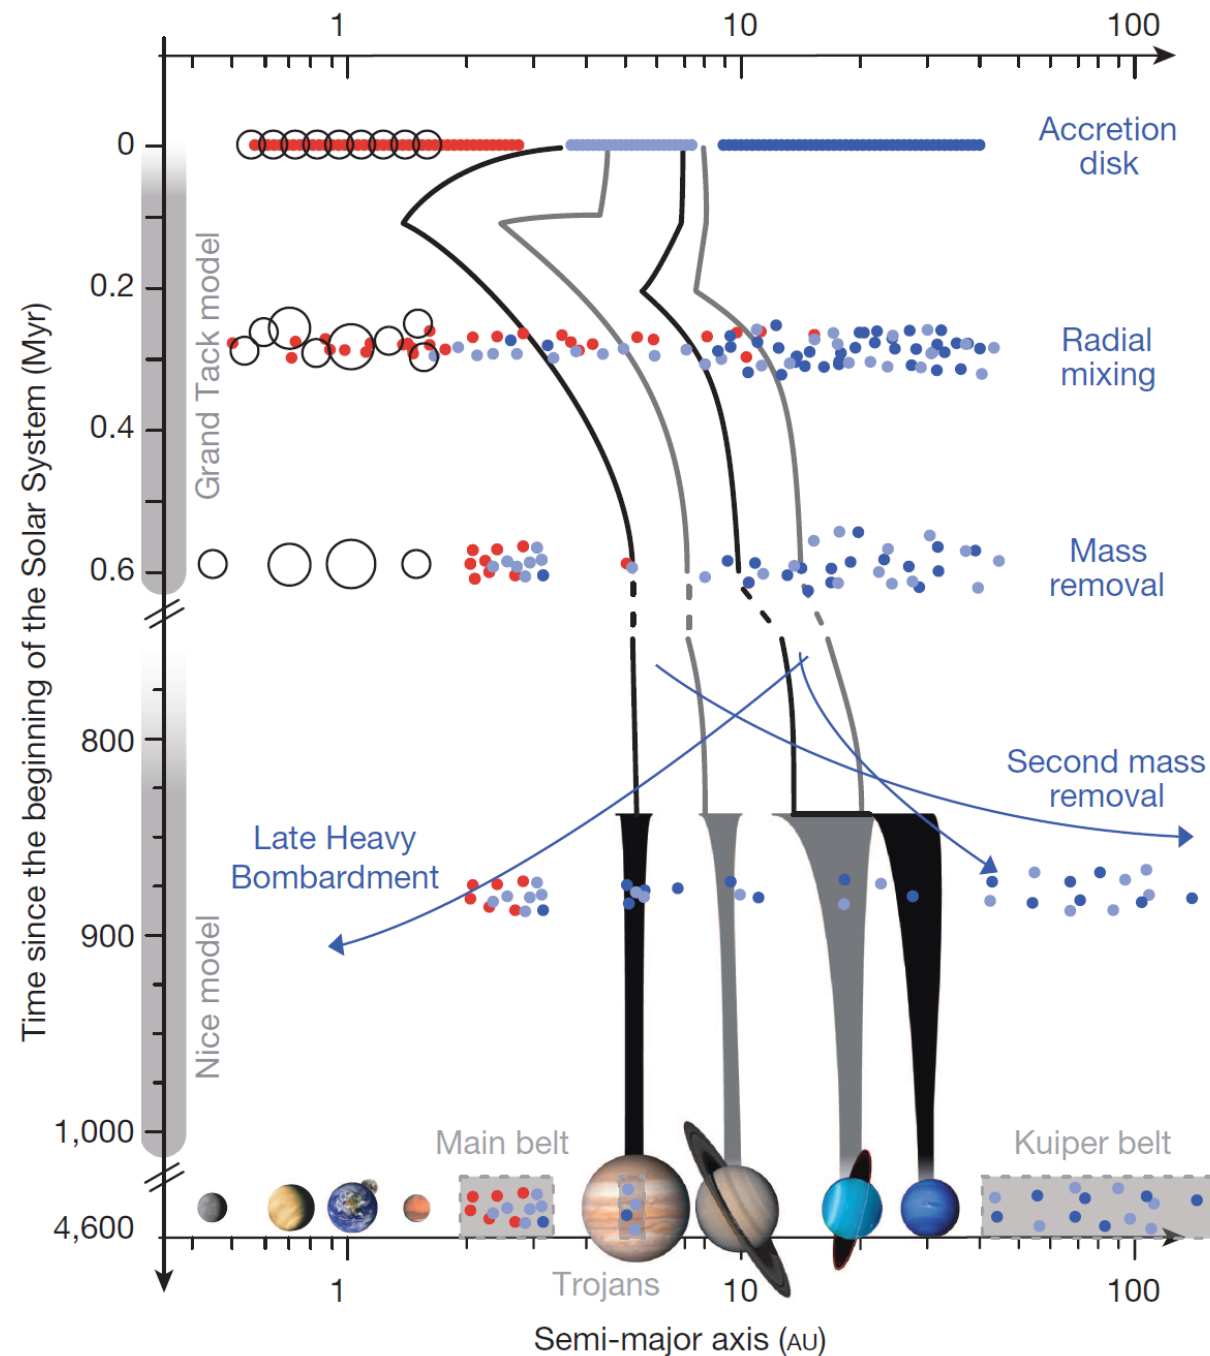 1 10 100
0
Accretion
disk
0.2
Radial
mixing
0.4
0.6
Mass
removal
Grand Tack model
Time since the beginning of the Solar System (Myr)
800
Second mass
removal
Late Heavy
Bombardment
900
Nice model
1,000
Main belt
Kuiper belt
4,600
Trojans
1 10 100
Semi-major axis (AU)